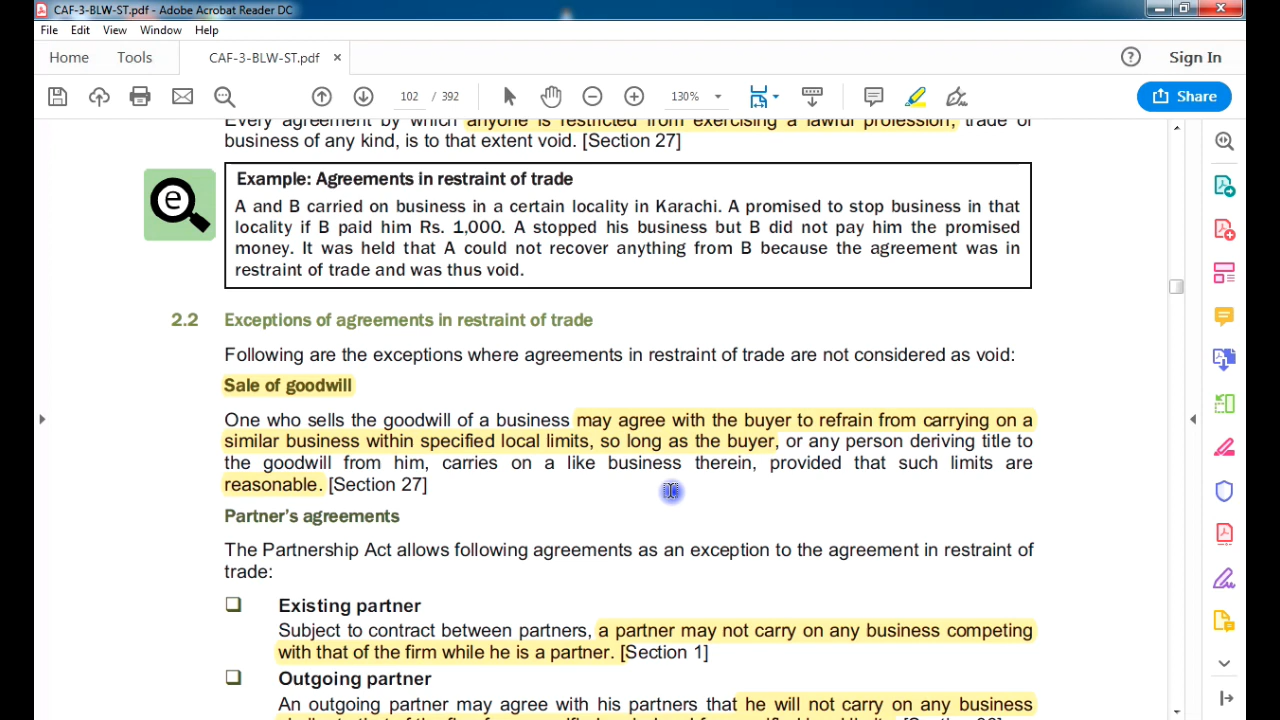 CAF-3-BLW-ST.pdf - Adobe Acrobat Reader DC
File Edit View Window Help
Home Tools CAF-3-BLW-ST.pdf × Sign In
102 / 392 130% Share
Every agreement by which anyone is restricted from exercising a lawful profession, trade or
business of any kind, is to that extent void. [Section 27]
Example: Agreements in restraint of trade
A and B carried on business in a certain locality in Karachi. A promised to stop business in that
locality if B paid him Rs. 1,000. A stopped his business but B did not pay him the promised
money. It was held that A could not recover anything from B because the agreement was in
restraint of trade and was thus void.
2.2 Exceptions of agreements in restraint of trade
Following are the exceptions where agreements in restraint of trade are not considered as void:
Sale of goodwill
One who sells the goodwill of a business may agree with the buyer to refrain from carrying on a
similar business within specified local limits, so long as the buyer, or any person deriving title to
the goodwill from him, carries on a like business therein, provided that such limits are
reasonable. [Section 27]
Partner's agreements
The Partnership Act allows following agreements as an exception to the agreement in restraint of
trade:
❑ Existing partner
Subject to contract between partners, a partner may not carry on any business competing
with that of the firm while he is a partner. [Section 1]
❑ Outgoing partner
An outgoing partner may agree with his partners that he will not carry on any business